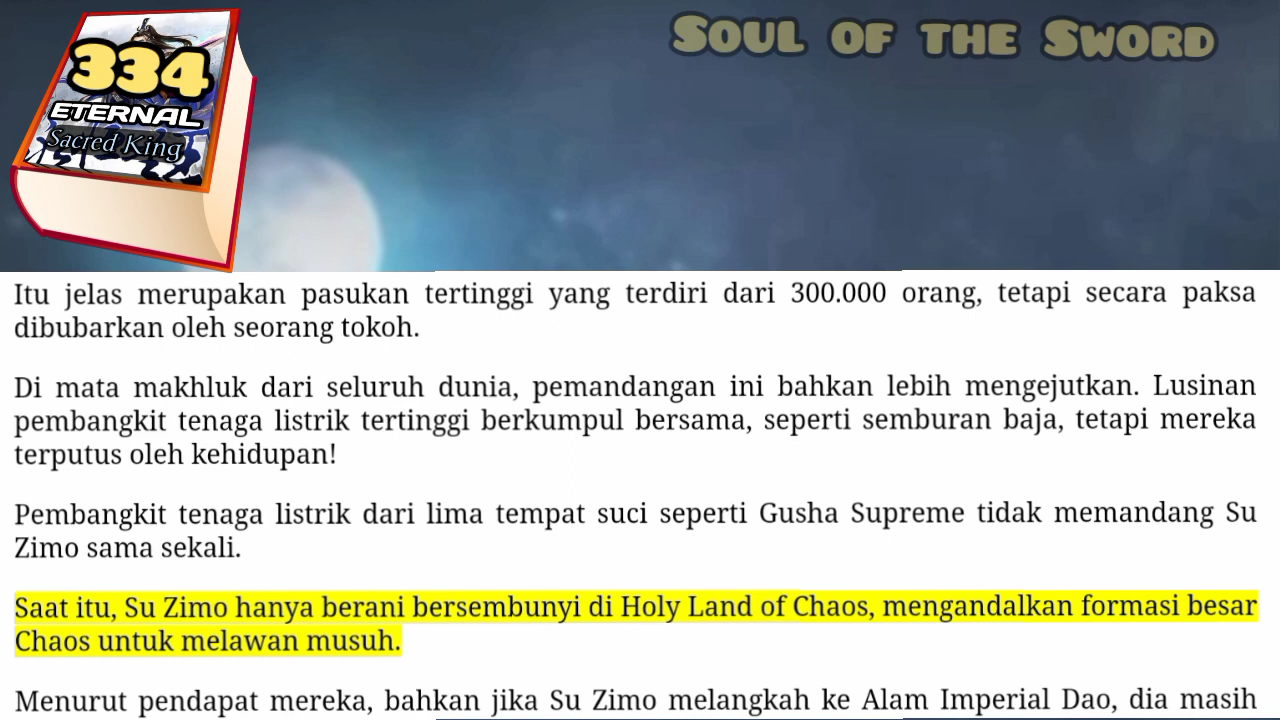 Soul of the Sword
334
ETERNAL
Sacred King
Itu jelas merupakan pasukan tertinggi yang terdiri dari 300.000 orang, tetapi secara paksa
dibubarkan oleh seorang tokoh.
Di mata makhluk dari seluruh dunia, pemandangan ini bahkan lebih mengejutkan. Lusinan
pembangkit tenaga listrik tertinggi berkumpul bersama, seperti semburan baja, tetapi mereka
terputus oleh kehidupan!
Pembangkit tenaga listrik dari lima tempat suci seperti Gusha Supreme tidak memandang Su
Zimo sama sekali.
Saat itu, Su Zimo hanya berani bersembunyi di Holy Land of Chaos, mengandalkan formasi besar
Chaos untuk melawan musuh.
Menurut pendapat mereka, bahkan jika Su Zimo melangkah ke Alam Imperial Dao, dia masih